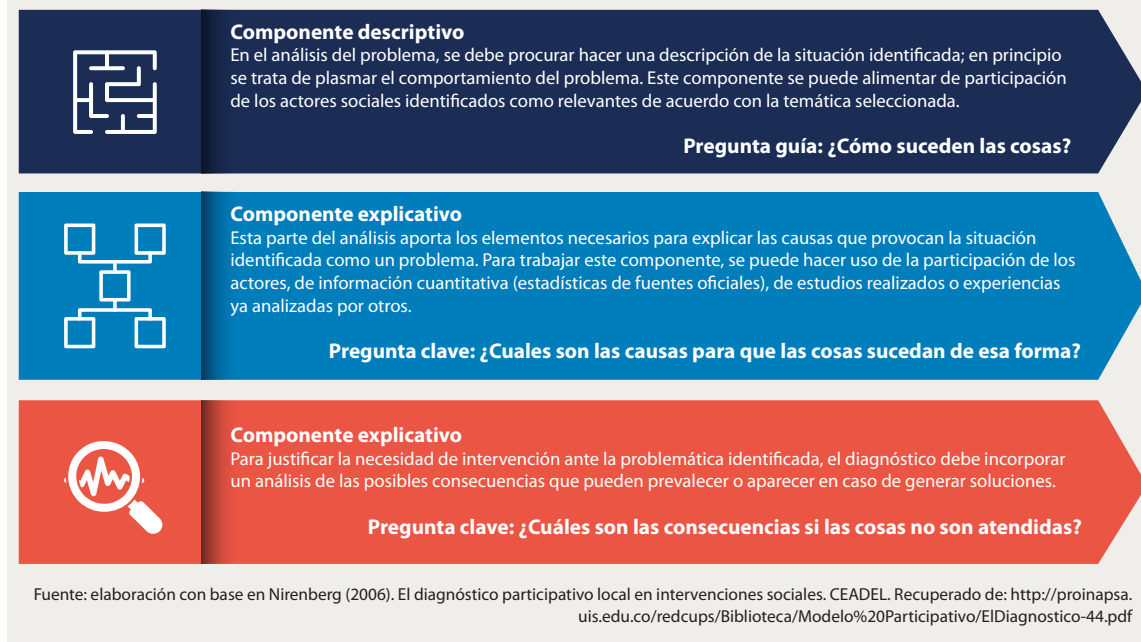 Componente descriptivo
En el análisis del problema, se debe procurar hacer una descripción de la situación identificada; en principio
se trata de plasmar el comportamiento del problema. Este componente se puede alimentar de participación
de los actores sociales identificados como relevantes de acuerdo con la temática seleccionada.
Pregunta guía: ¿Cómo suceden las cosas?
Componente explicativo
Esta parte del análisis aporta los elementos necesarios para explicar las causas que provocan la situación
identificada como un problema. Para trabajar este componente, se puede hacer uso de la participación de los
actores, de información cuantitativa (estadísticas de fuentes oficiales), de estudios realizados o experiencias
ya analizadas por otros.
Pregunta clave: ¿Cuales son las causas para que las cosas sucedan de esa forma?
Componente explicativo
Para justificar la necesidad de intervención ante la problemática identificada, el diagnóstico debe incorporar
un análisis de las posibles consecuencias que pueden prevalecer o aparecer en caso de generar soluciones.
Pregunta clave: ¿Cuáles son las consecuencias si las cosas no son atendidas?
Fuente: elaboración con base en Nirenberg (2006). El diagnóstico participativo local en intervenciones sociales. CEADEL. Recuperado de: http://proinapsa.
uis.edu.co/redcups/Biblioteca/Modelo%20Participativo/ElDiagnostico-44.pdf